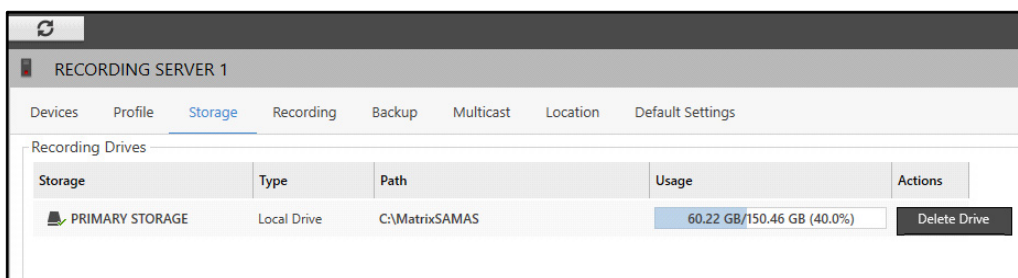 RECORDING SERVER 1
Devices Profile Storage Recording Backup Multicast Location Default Settings
Recording Drives
Storage Type Path Usage Actions
PRIMARY STORAGE Local Drive C:\MatrixSAMAS 60.22 GB/150.46 GB (40.0%) Delete Drive